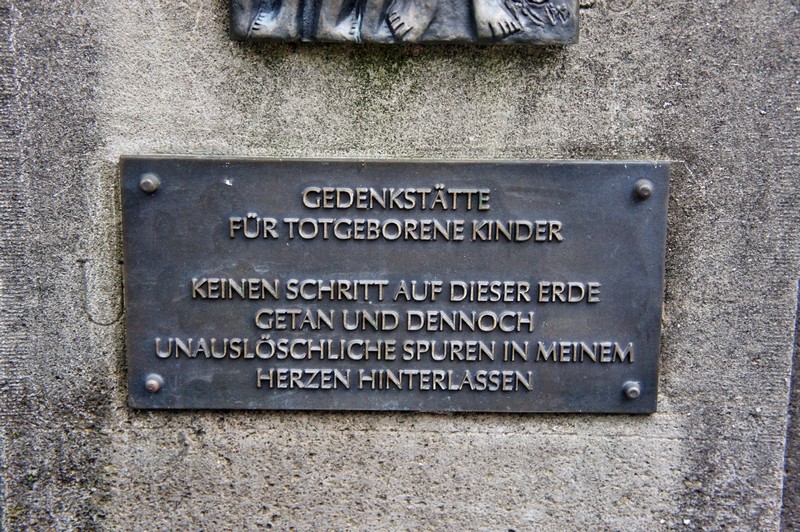 GEDENKSTÄTTE
FÜR TOTGEBORENE KINDER
KEINEN SCHRITT AUF DIESER ERDE
GETAN UND DENNOCH
UNAUSLÖSCHLICHE SPUREN IN MEINEM
HERZEN HINTERLASSEN